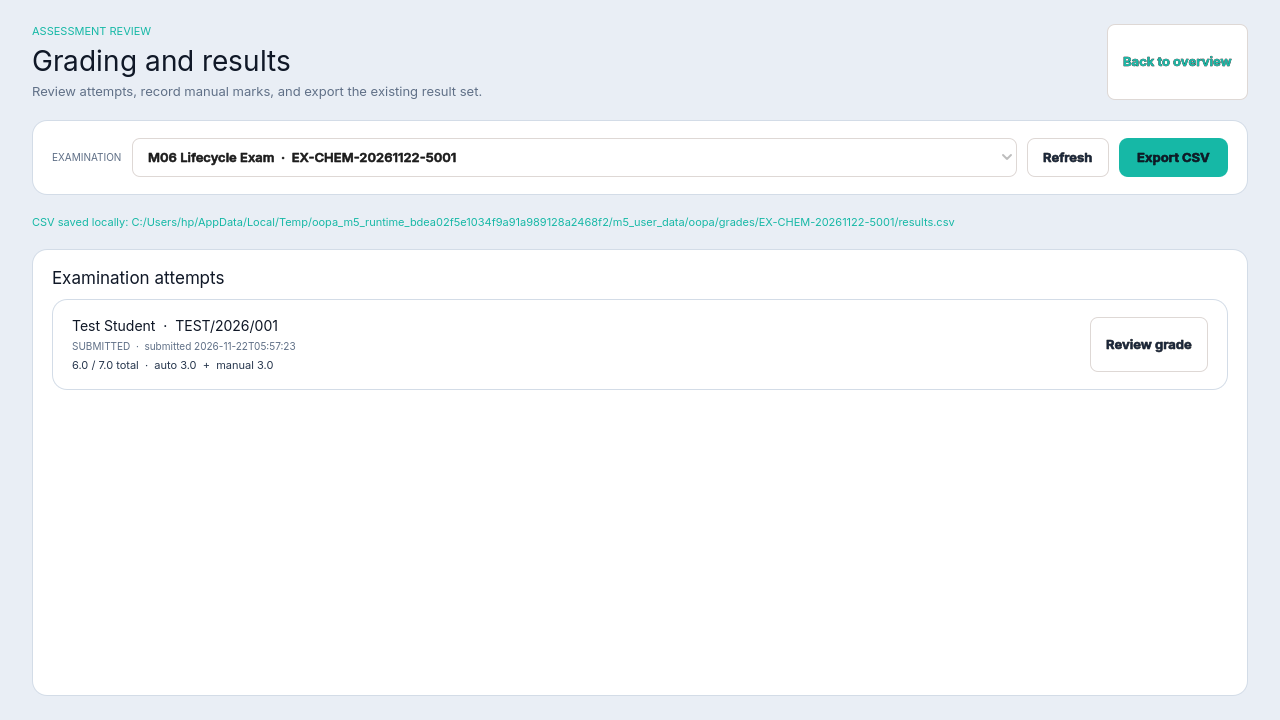 ASSESSMENT REVIEW
Grading and results
Review attempts, record manual marks, and export the existing result set.
Back to overview
EXAMINATION
M06 Lifecycle Exam · EX-CHEM-20261122-5001
Refresh
Export CSV
CSV saved locally: C:/Users/hp/AppData/Local/Temp/oopa_m5_runtime_bdea02f5e1034f9a91a989128a2468f2/m5_user_data/oopa/grades/EX-CHEM-20261122-5001/results.csv
Examination attempts
Test Student · TEST/2026/001
SUBMITTED · submitted 2026-11-22T05:57:23
6.0 / 7.0 total · auto 3.0 + manual 3.0
Review grade